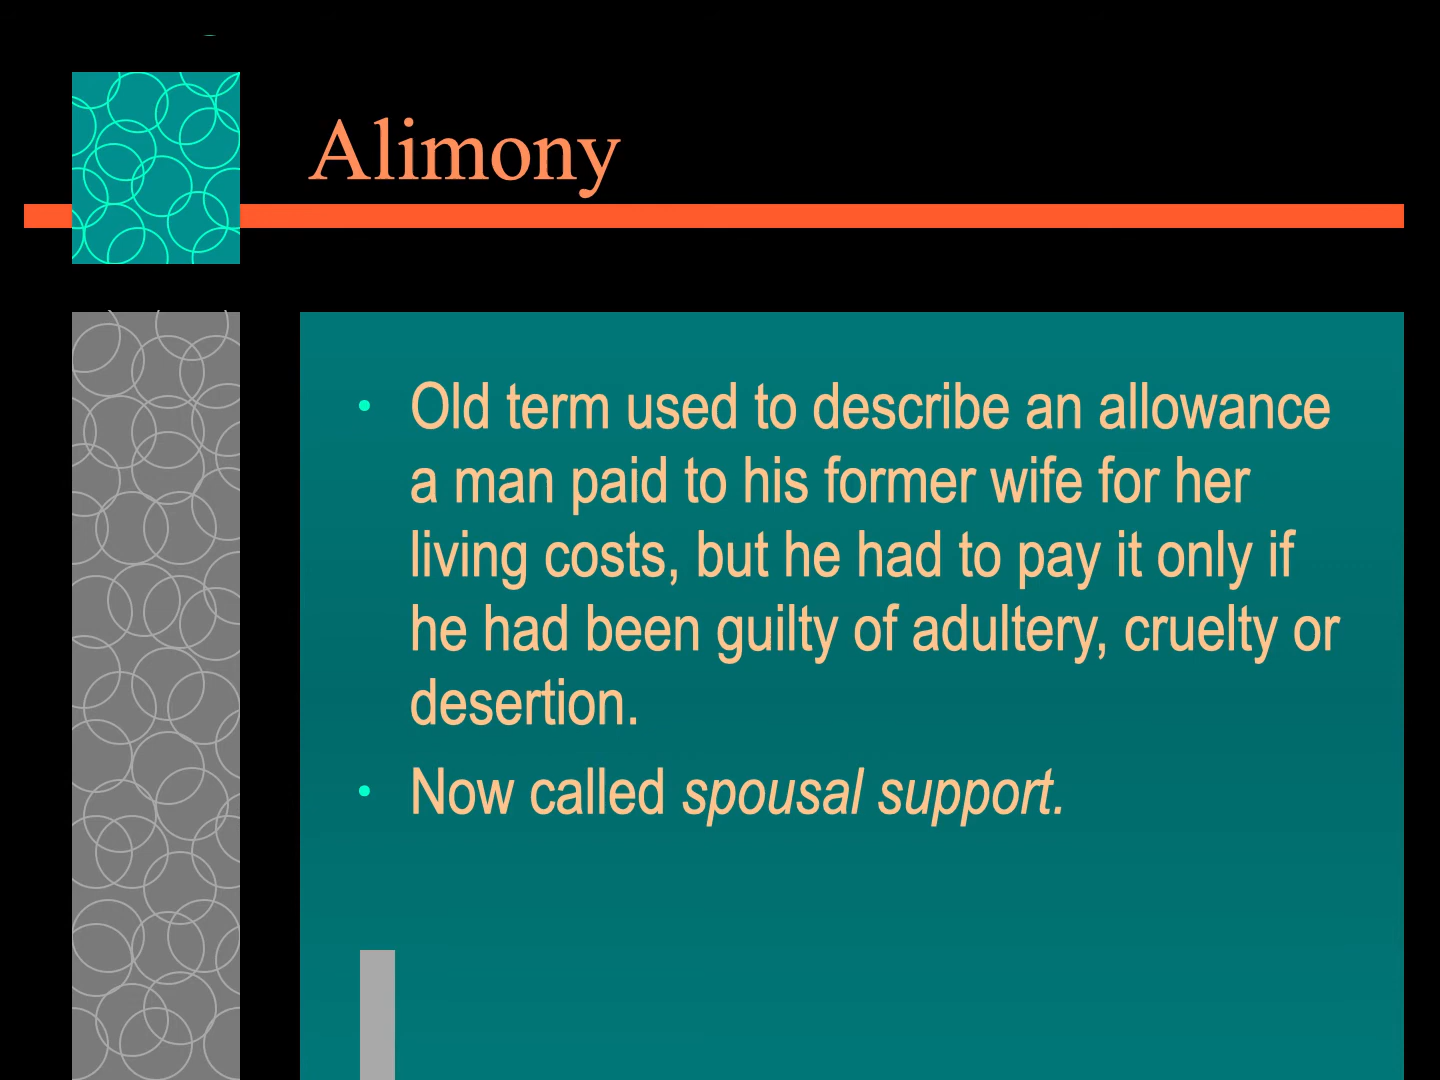 Alimony
• Old term used to describe an allowance
a man paid to his former wife for her
living costs, but he had to pay it only if
he had been guilty of adultery, cruelty or
desertion.
• Now called spousal support.